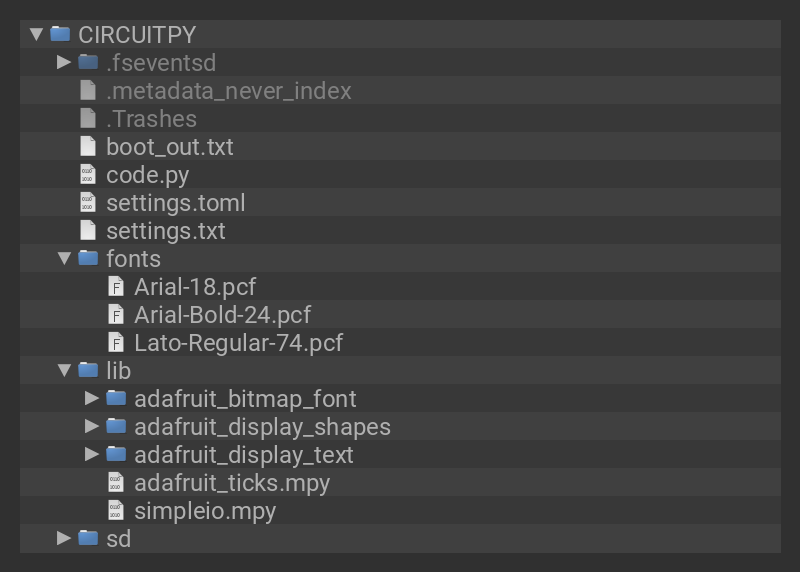 CIRCUITPY
.fseventsd
.metadata_never_index
.Trashes
boot_out.txt
code.py
settings.toml
settings.txt
fonts
Arial-18.pcf
Arial-Bold-24.pcf
Lato-Regular-74.pcf
lib
adafruit_bitmap_font
adafruit_display_shapes
adafruit_display_text
adafruit_ticks.mpy
simpleio.mpy
sd